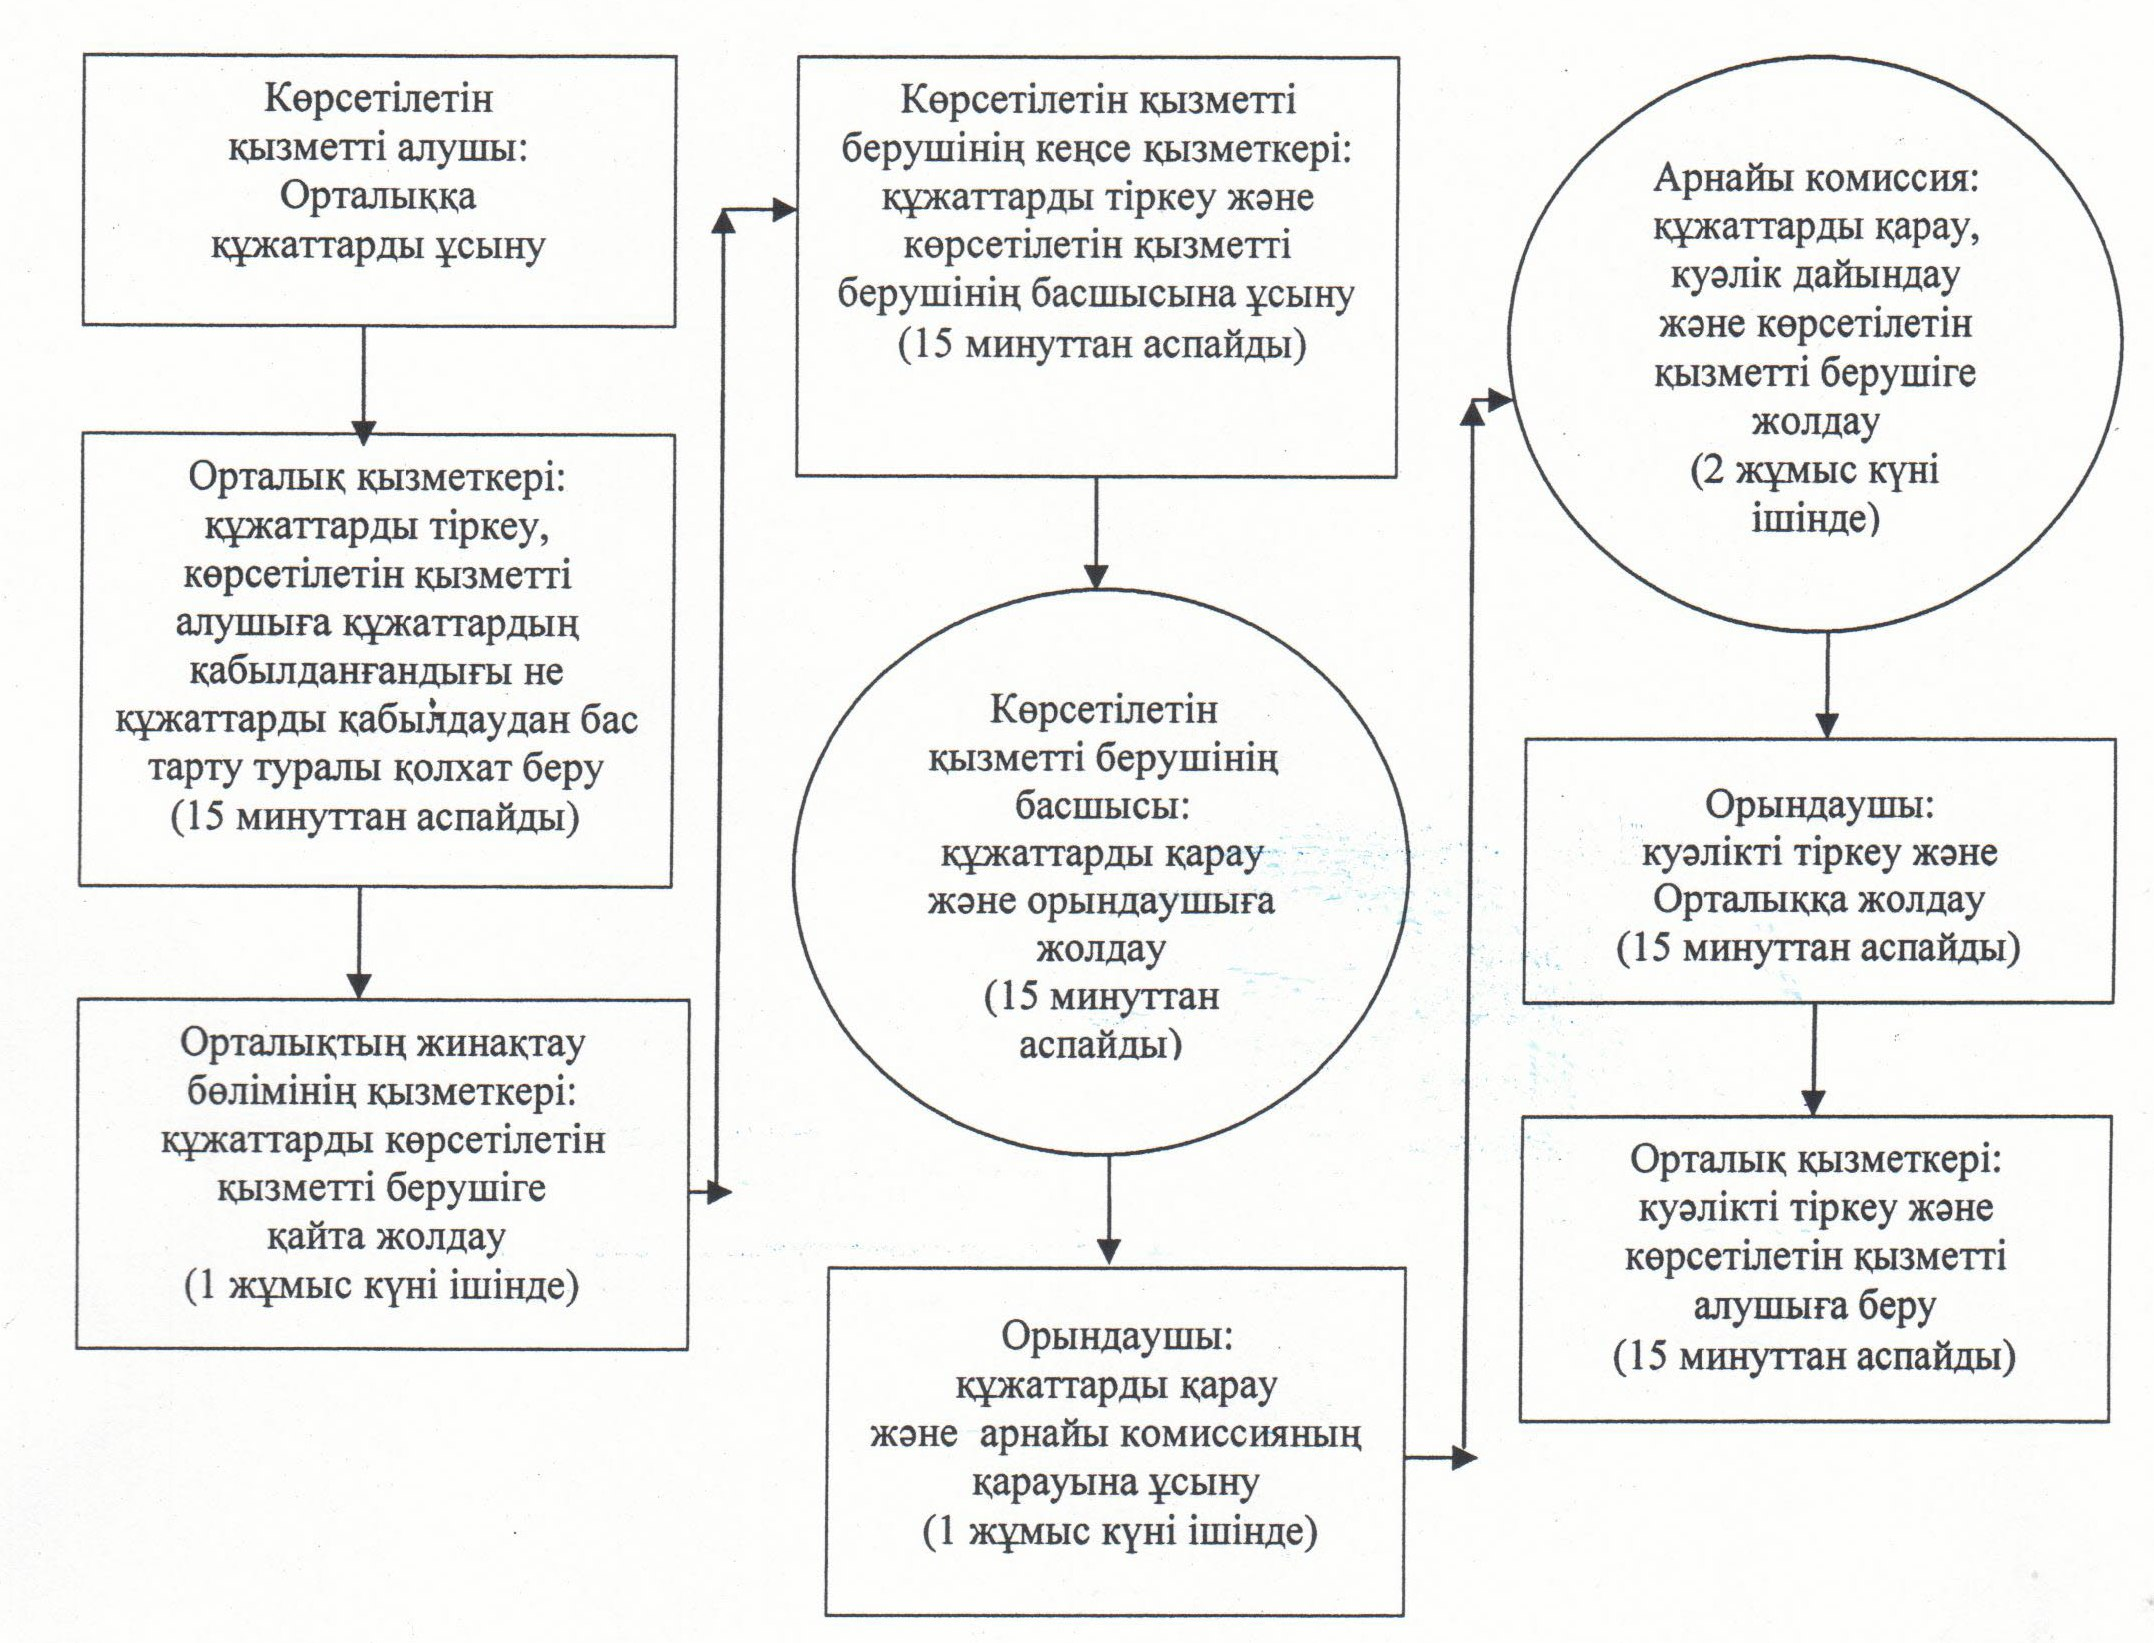 Көрсетілетін
қызметті алушы:
Орталыққа
құжаттарды ұсыну
Орталық қызметкері:
құжаттарды тіркеу,
көрсетілетін қызметті
алушыға құжаттардың
қабылданғандығы не
құжаттарды қабылдаудан бас
тарту туралы қолхат беру
(15 минуттан аспайды)
Орталықтың жинақтау
бөлімінің қызметкері:
құжаттарды көрсетілетін
қызметті берушіге
қайта жолдау
(1 жұмыс күні ішінде)
Көрсетілетін қызметті
берушінің кеңсе қызметкері:
құжаттарды тіркеу және
көрсетілетін қызметті
берушінің басшысына ұсыну
(15 минуттан аспайды)
Көрсетілетін
қызметті берушінің
басшысы:
құжаттарды қарау
және орындаушыға
жолдау
(15 минуттан
аспайды)
Орындаушы:
құжаттарды қарау
және арнайы комиссияның
қарауына ұсыну
(1 жұмыс күні ішінде)
Арнайы комиссия:
құжаттарды қарау,
куәлік дайындау
және көрсетілетін
қызметті берушіге
жолдау
(2 жұмыс күні
ішінде)
Орындаушы:
куәлікті тіркеу және
Орталыққа жолдау
(15 минуттан аспайды)
Орталық қызметкері:
куәлікті тіркеу және
көрсетілетін қызметті
алушыға беру
(15 минуттан аспайды)